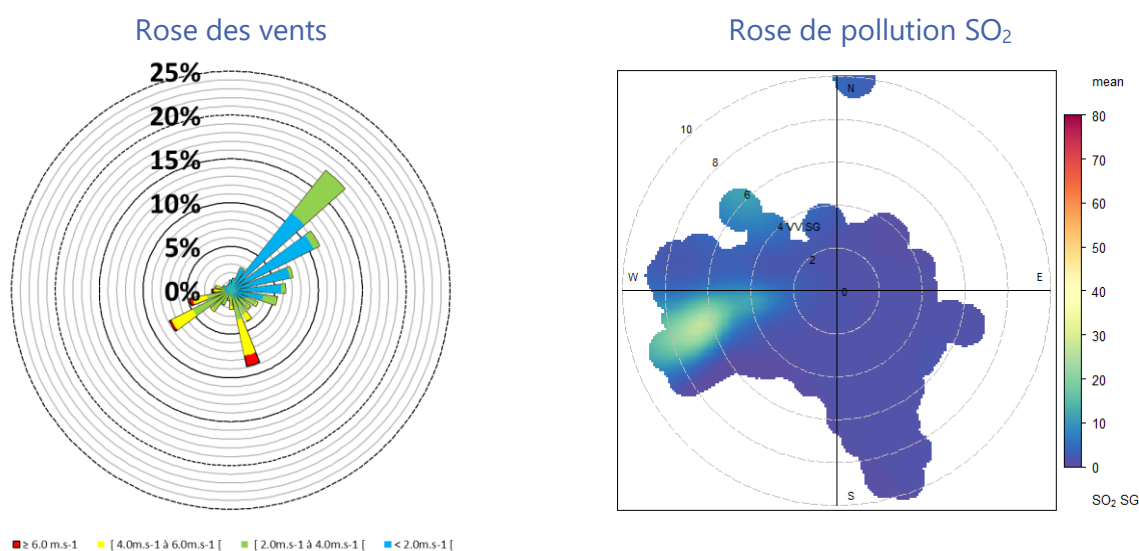 Rose des vents
25%
20%
15%
10%
5%
0%
≥ 6.0 m.s-1 [ 4.0m.s-1 à 6.0m.s-1 [ [ 2.0m.s-1 à 4.0m.s-1 [ < 2.0m.s-1 [
Rose de pollution SO₂
N
10
8
6
4 VV SG
2
W
0
E
S
mean
80
70
60
50
40
30
20
10
0
SO₂ SG